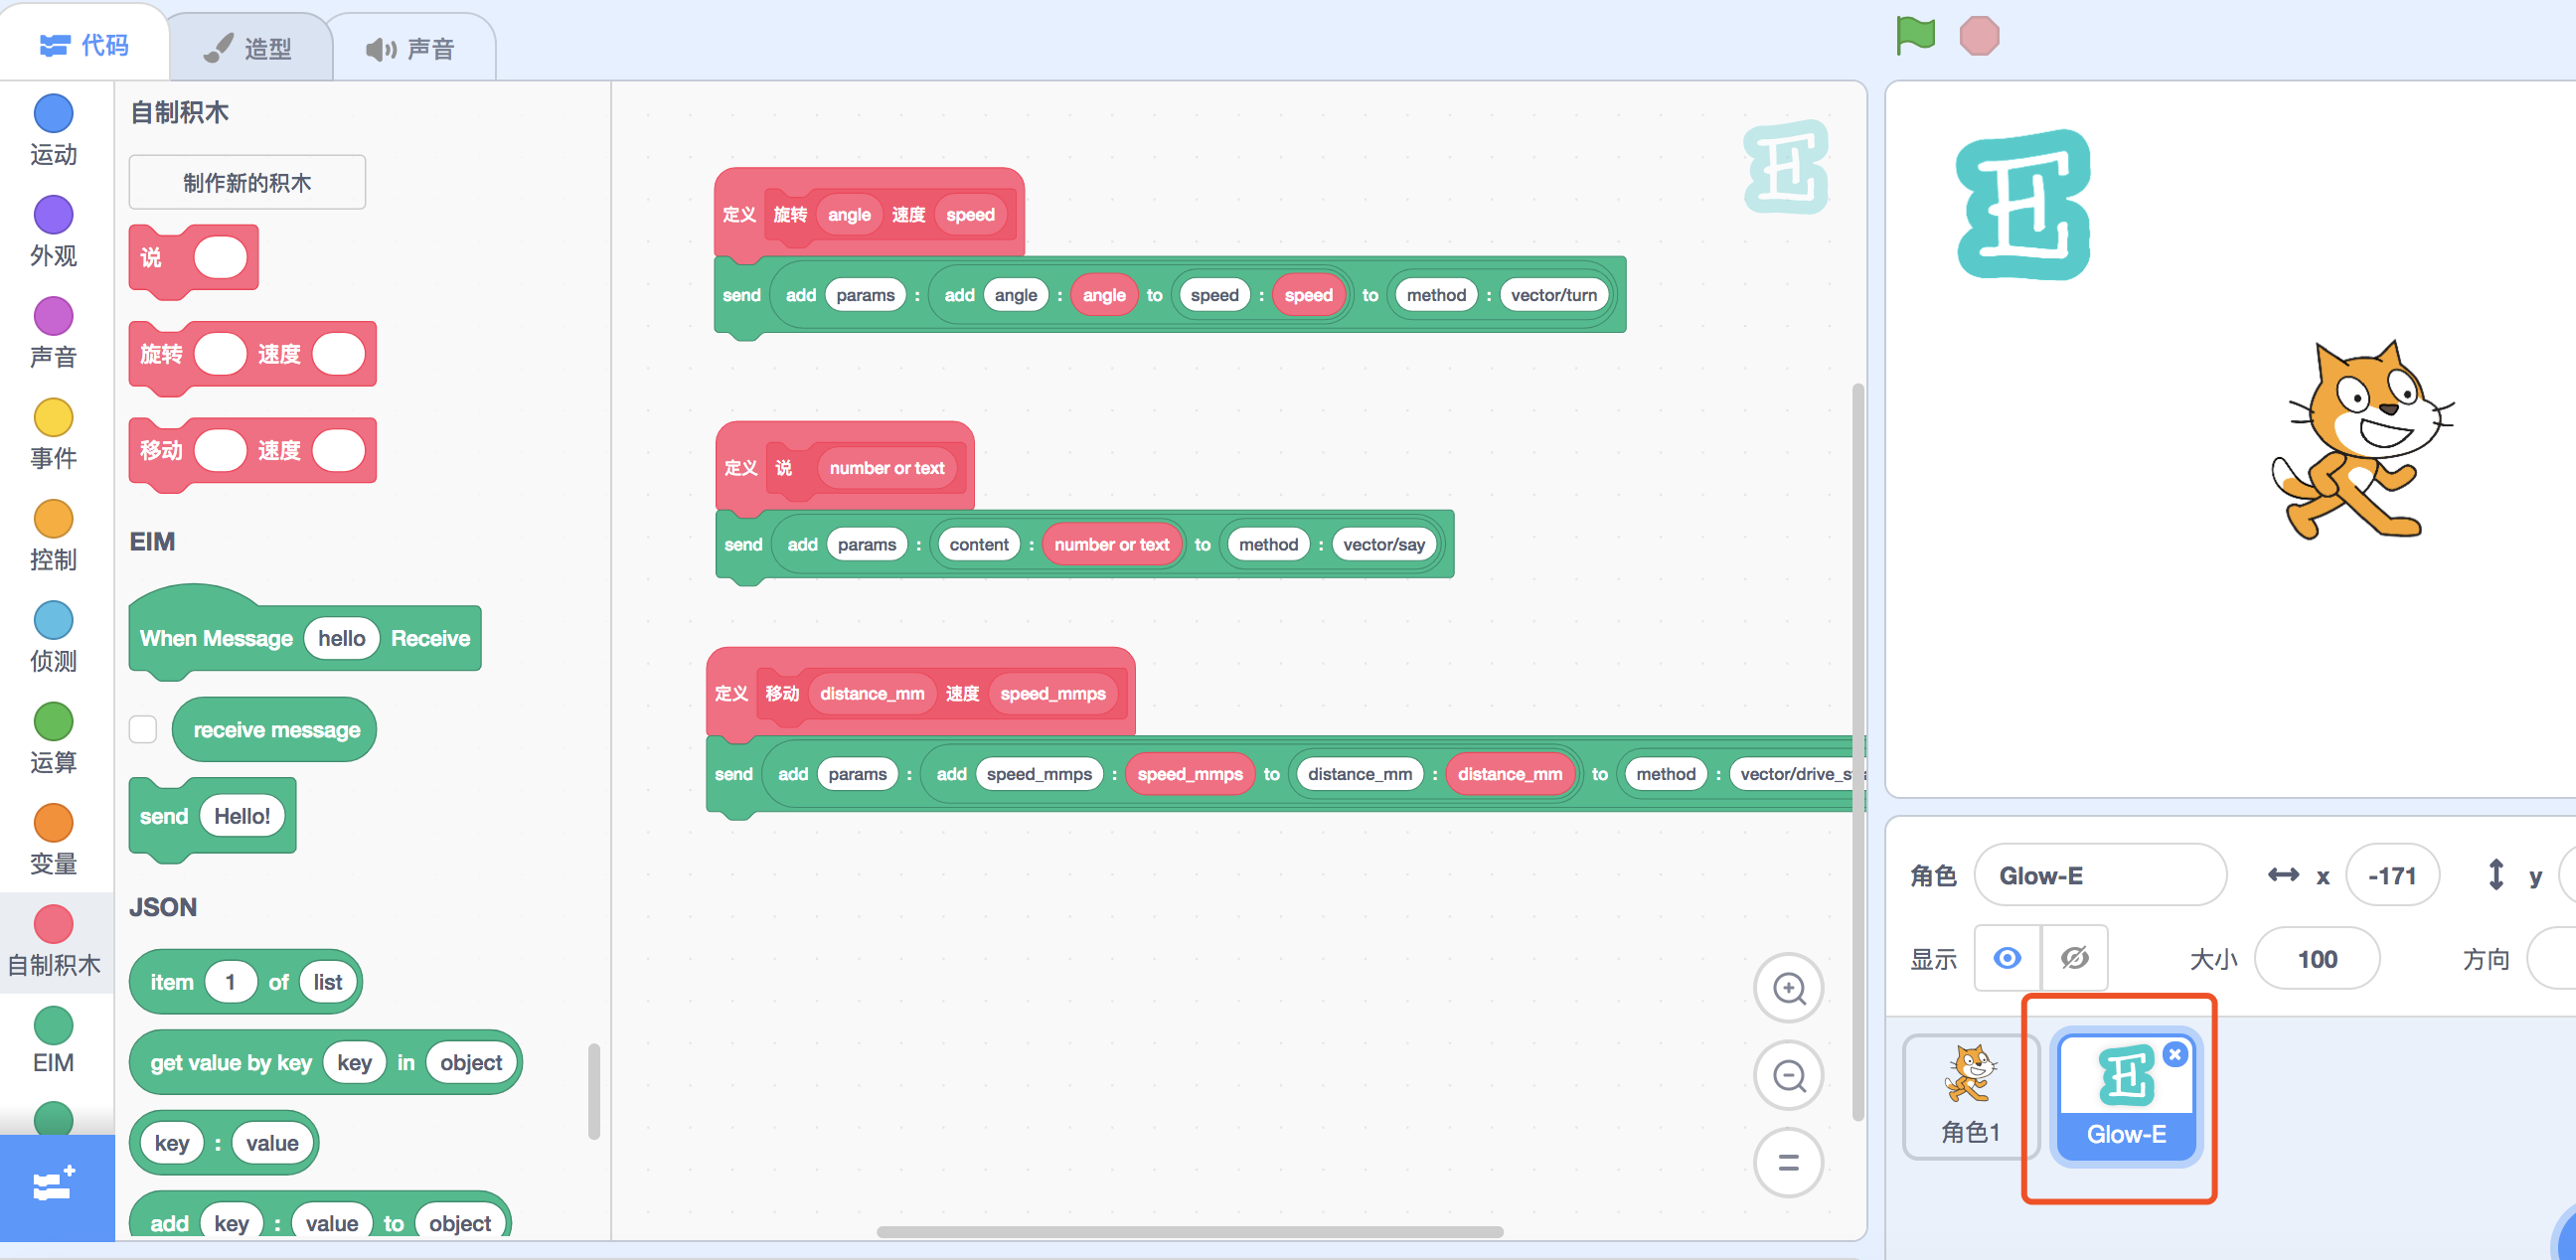 代码 造型 声音
运动
外观
声音
事件
控制
侦测
运算
变量
自制积木
EIM
自制积木
制作新的积木
说
旋转 速度
移动 速度
EIM
When Message hello Receive
receive message
send Hello!
JSON
item 1 of list
get value by key key in object
key : value
add key : value to object
定义 旋转 angle 速度 speed
send add params : add angle : angle to speed : speed to method : vector/turn
定义 说 number or text
send add params : content : number or text to method : vector/say
定义 移动 distance_mm 速度 speed_mmps
send add params : add speed_mmps : speed_mmps to distance_mm : distance_mm to method :
角色 Glow-E x -171 y
显示 大小 100 方向
角色1
Glow-E